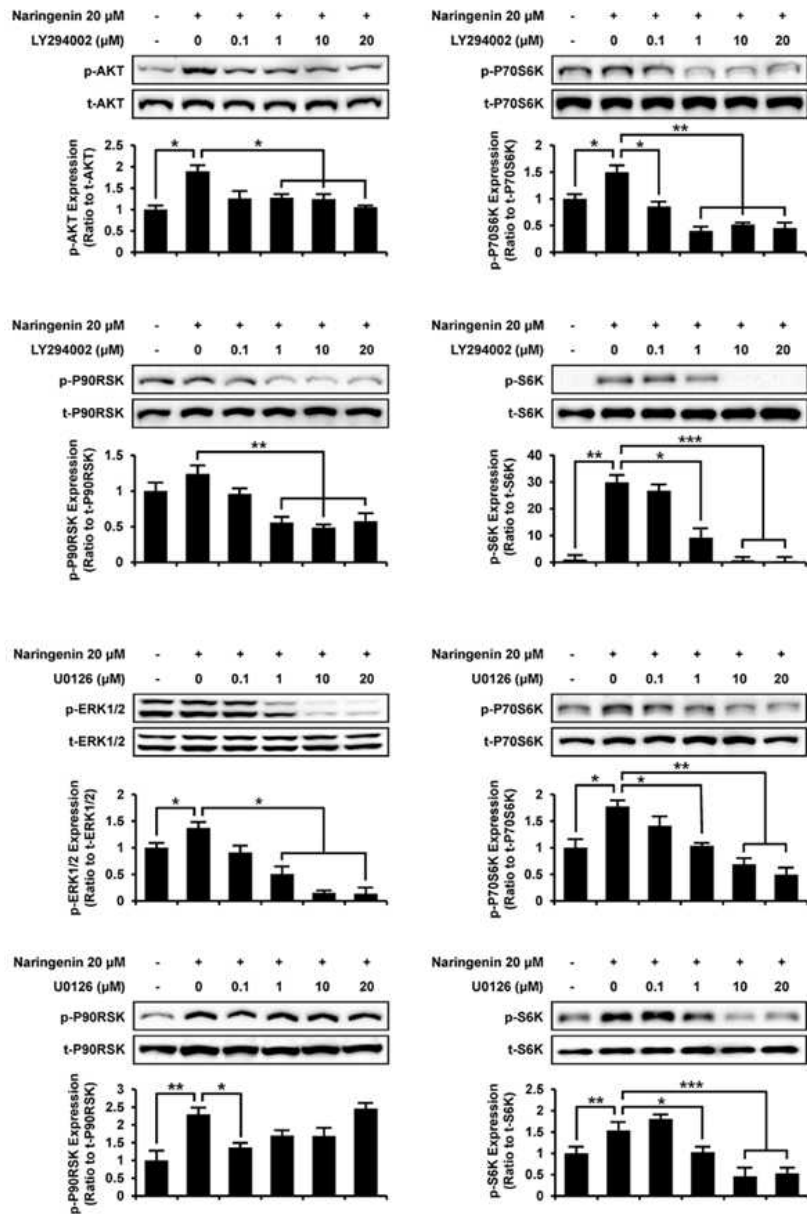 Naringenin 20 µM - + + + + +
LY294002 (µM) 0 0.1 1 10 20
p-AKT
t-AKT
p-AKT Expression
(Ratio to t-AKT)
2.5
2
1.5
1
0.5
0
* *
Naringenin 20 µM - + + + + +
LY294002 (µM) 0 0.1 1 10 20
p-P70S6K
t-P70S6K
p-P70S6K Expression
(Ratio to t-P70S6K)
2
1.5
1
0.5
0
**
* *
Naringenin 20 µM - + + + + +
LY294002 (µM) 0 0.1 1 10 20
p-P90RSK
t-P90RSK
p-P90RSK Expression
(Ratio to t-P90RSK)
1.5
1
0.5
0
**
Naringenin 20 µM - + + + + +
LY294002 (µM) 0 0.1 1 10 20
p-S6K
t-S6K
p-S6K Expression
(Ratio to t-S6K)
40
30
20
10
0
***
** *
Naringenin 20 µM - + + + + +
U0126 (µM) 0 0.1 1 10 20
p-ERK1/2
t-ERK1/2
p-ERK1/2 Expression
(Ratio to t-ERK1/2)
2
1.5
1
0.5
0
* *
Naringenin 20 µM - + + + + +
U0126 (µM) 0 0.1 1 10 20
p-P70S6K
t-P70S6K
p-P70S6K Expression
(Ratio to t-P70S6K)
2
1.5
1
0.5
0
**
* *
Naringenin 20 µM - + + + + +
U0126 (µM) - 0 0.1 1 10 20
p-P90RSK
t-P90RSK
p-P90RSK Expression
(Ratio to t-P90RSK)
3
2.5
2
1.5
1
0.5
0
** *
Naringenin 20 µM - + + + + +
U0126 (µM) - 0 0.1 1 10 20
p-S6K
t-S6K
p-S6K Expression
(Ratio to t-S6K)
2.5
2
1.5
1
0.5
0
***
** *